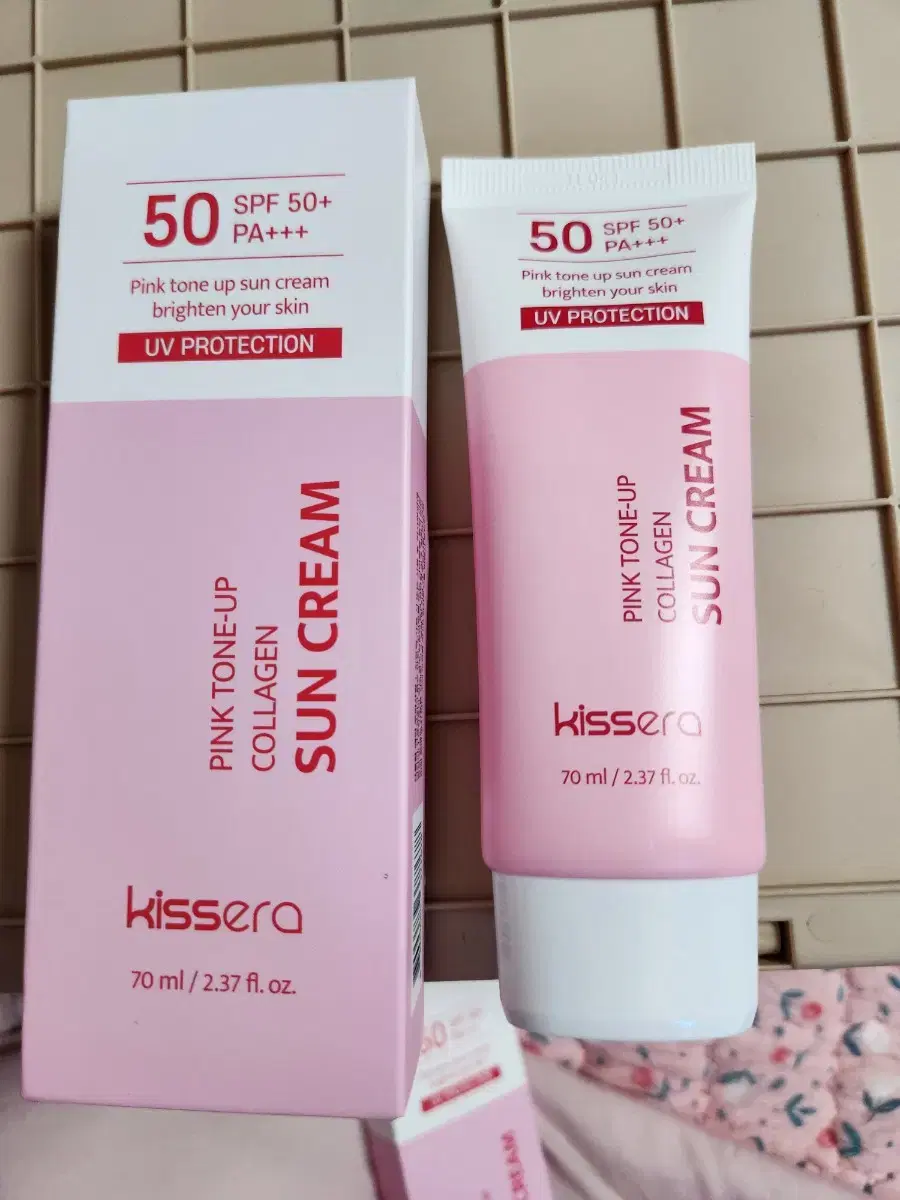 50 SPF 50+
PA+++
Pink tone up sun cream
brighten your skin
UV PROTECTION
PINK TONE-UP
COLLAGEN
SUN CREAM
kissera
70 ml / 2.37 fl. oz.
50 SPF 50+
PA+++
Pink tone up sun cream
brighten your skin
UV PROTECTION
PINK TONE-UP
COLLAGEN
SUN CREAM
kissera
70 ml / 2.37 fl. oz.
50
CREAM